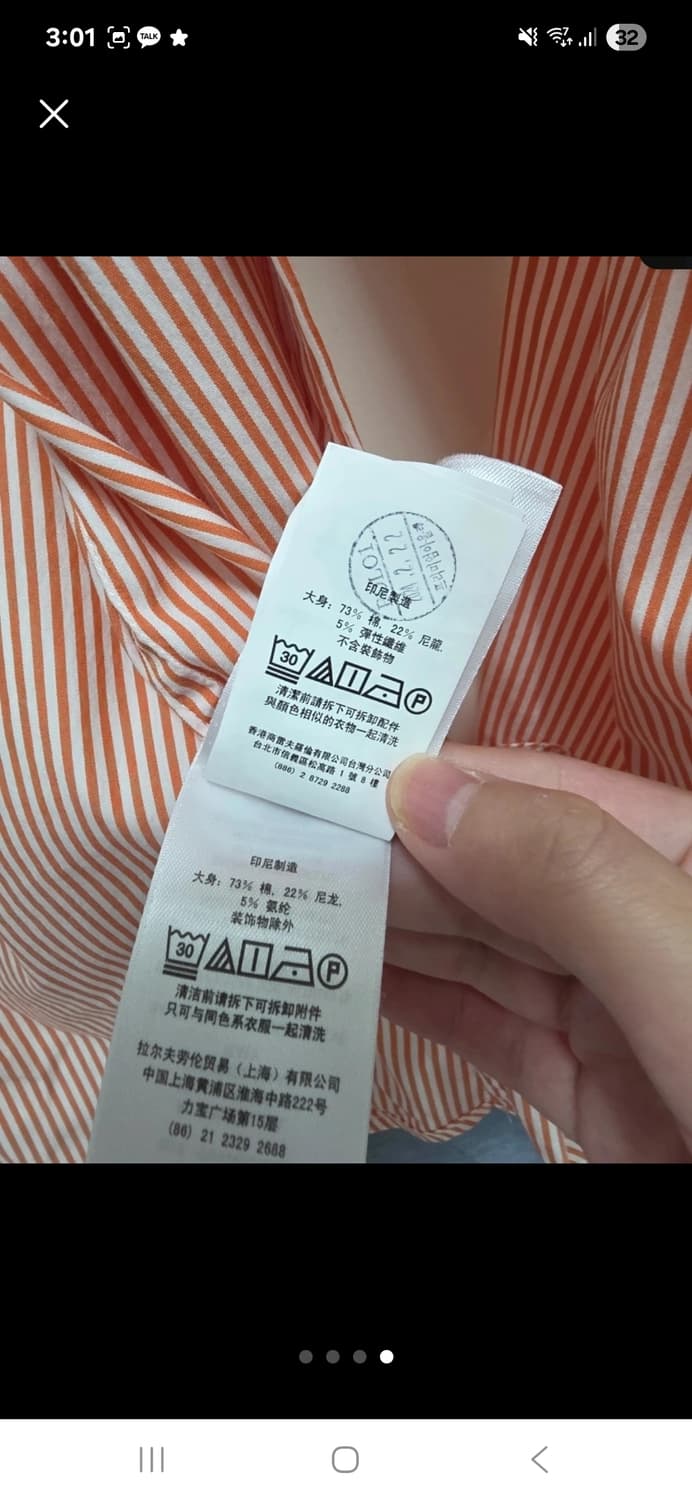 3:01
TALK
32
印尼製造
大身: 73% 棉, 22% 尼龍,
5% 彈性纖維
不含裝飾物
30
P
清潔前請拆下可拆卸配件
與顏色相似的衣物一起清洗
香港商雷夫羅倫有限公司台灣分公司
台北市信義區松高路 1 號 8 樓
(886) 2 8729 2288
印尼制造
大身: 73% 棉, 22% 尼龙,
5% 氨纶
装饰物除外
30
P
清洁前请拆下可拆卸附件
只可与同色系衣服一起清洗
拉尔夫劳伦贸易（上海）有限公司
中国上海黄浦区淮海中路222号
力宝广场第15层
(86) 21 2329 2688